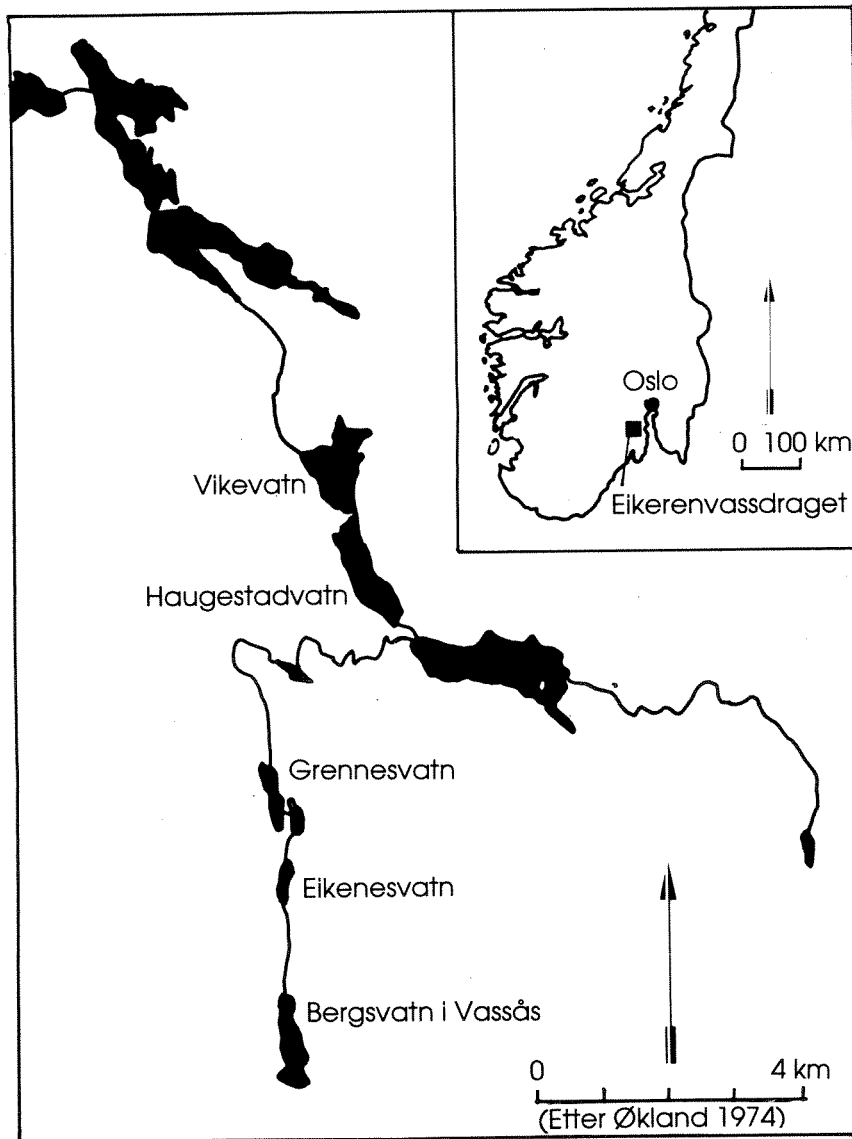 Oslo
0 100 km
Eikerenvassdraget
Vikevatn
Haugestadvatn
Grennesvatn
Eikenesvatn
Bergsvatn i Vassås
0 4 km
(Etter Økland 1974)